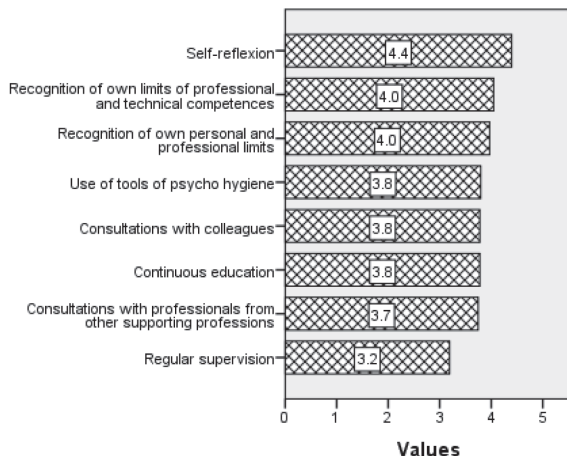 Self-reflexion
4.4
Recognition of own limits of professional
and technical competences
4.0
Recognition of own personal and
professional limits
4.0
Use of tools of psycho hygiene
3.8
Consultations with colleagues
3.8
Continuous education
3.8
Consultations with professionals from
other supporting professions
3.7
Regular supervision
3.2
0 1 2 3 4 5
Values